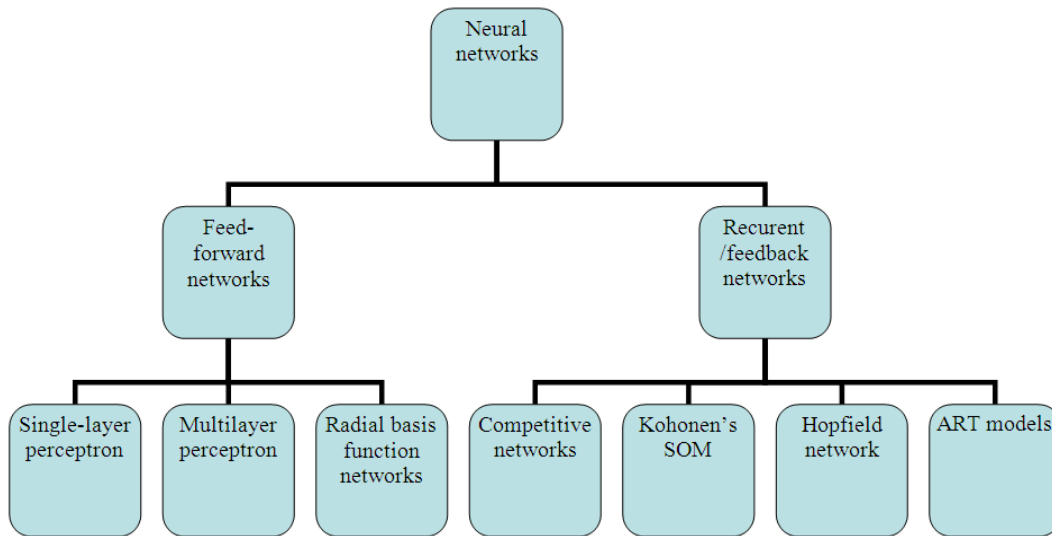 Neural
networks
Feed-
forward
networks
Recurent
/feedback
networks
Single-layer
perceptron
Multilayer
perceptron
Radial basis
function
networks
Competitive
networks
Kohonen's
SOM
Hopfield
network
ART models